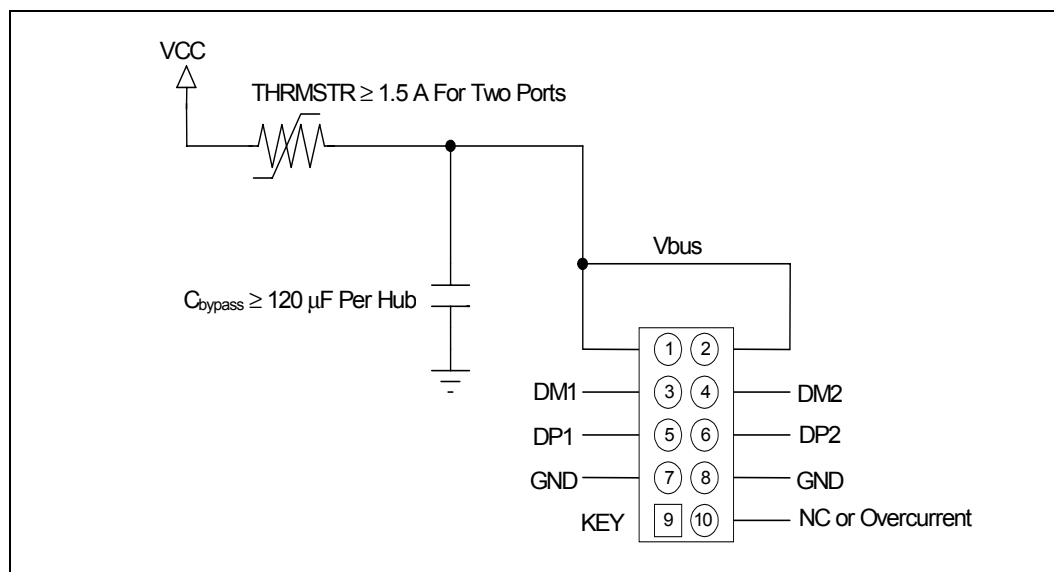 VCC
THRMSTR ≥ 1.5 A For Two Ports
Vbus
Cbypass ≥ 120 μF Per Hub
1 2
DM1 3 4 DM2
DP1 5 6 DP2
GND 7 8 GND
KEY 9 10 NC or Overcurrent